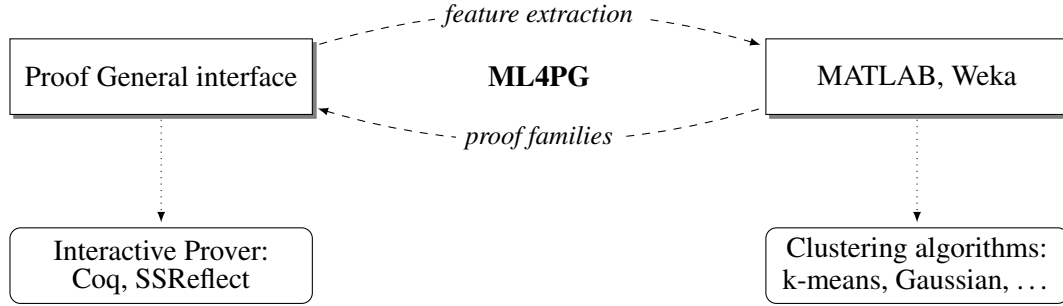 feature extraction
Proof General interface
ML4PG
MATLAB, Weka
proof families
Interactive Prover:
Coq, SSReflect
Clustering algorithms:
k-means, Gaussian, . . .